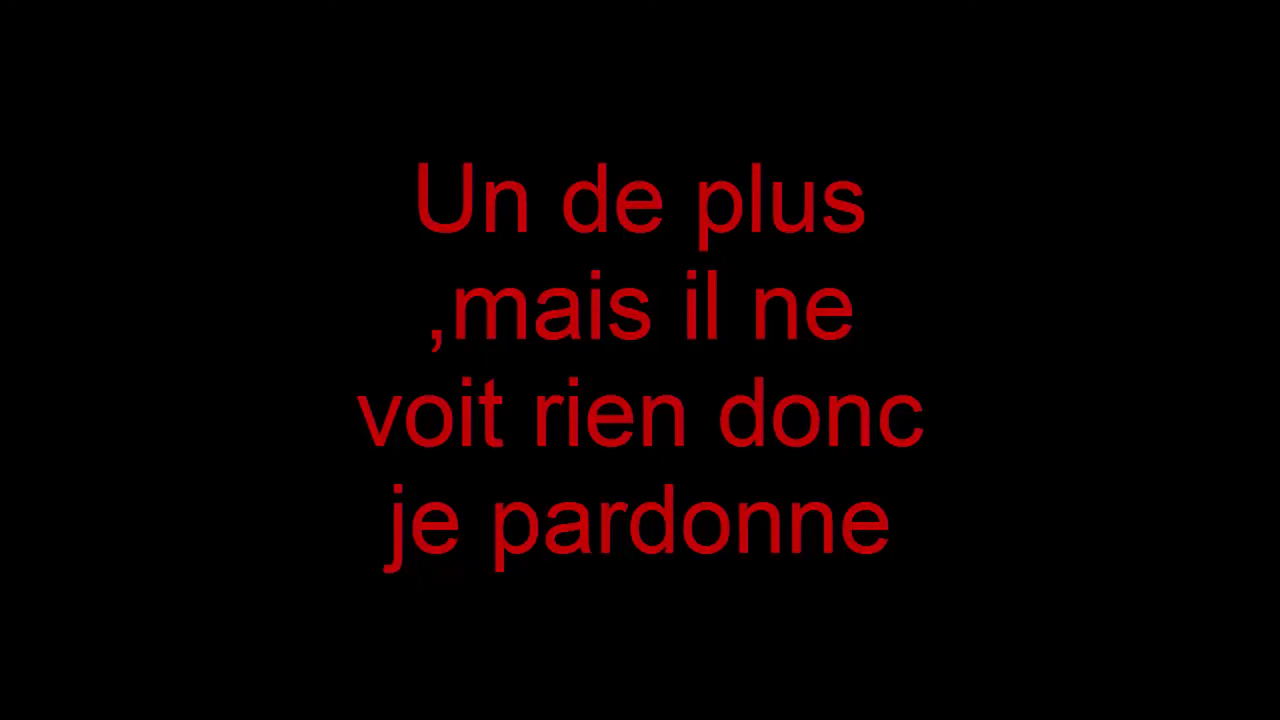 Un de plus
,mais il ne
voit rien donc
je pardonne